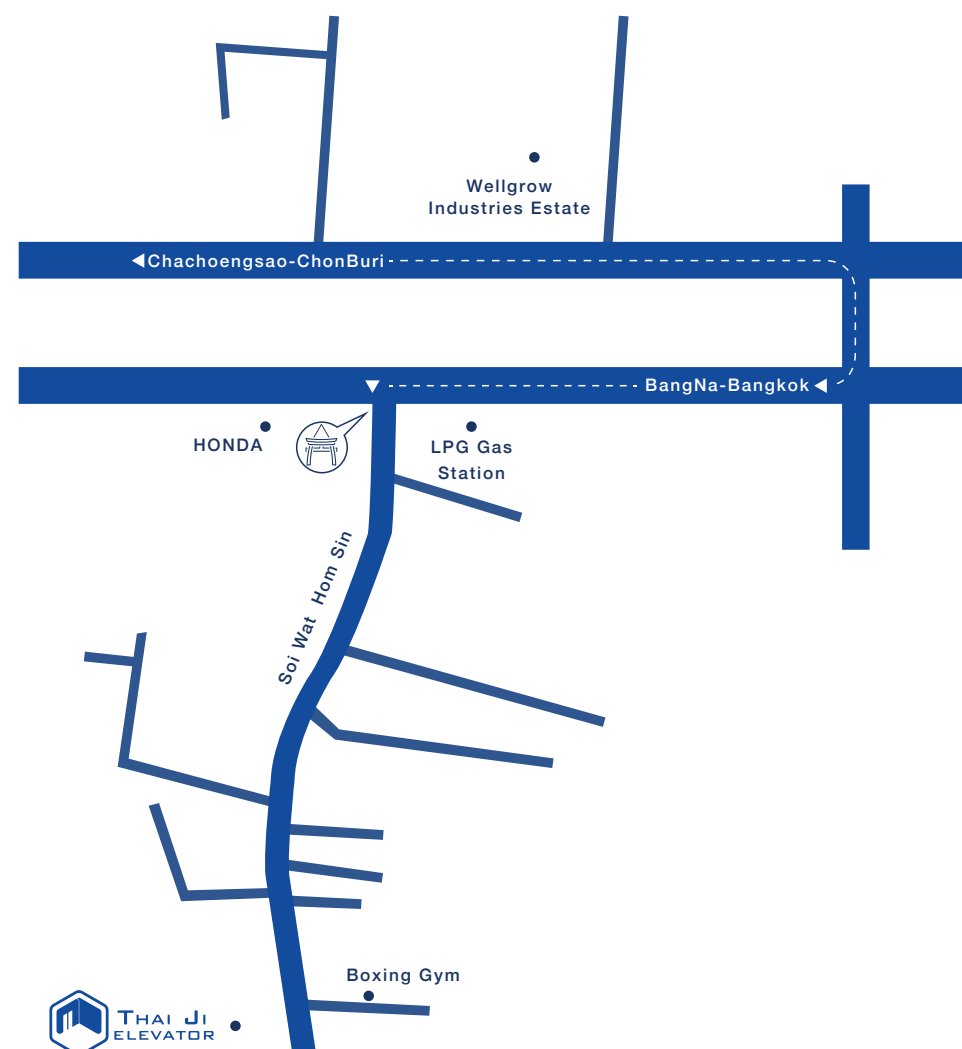 Wellgrow
Industries Estate
Chachoengsao-ChonBuri
BangNa-Bangkok
HONDA
LPG Gas
Station
Soi Wat Hom Sin
Boxing Gym
THAI JI
ELEVATOR